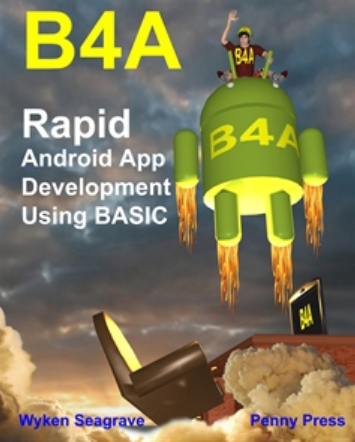 B4A
B4A
Rapid
Android App
Development
Using BASIC
B4A
B4A
Wyken Seagrave
Penny Press